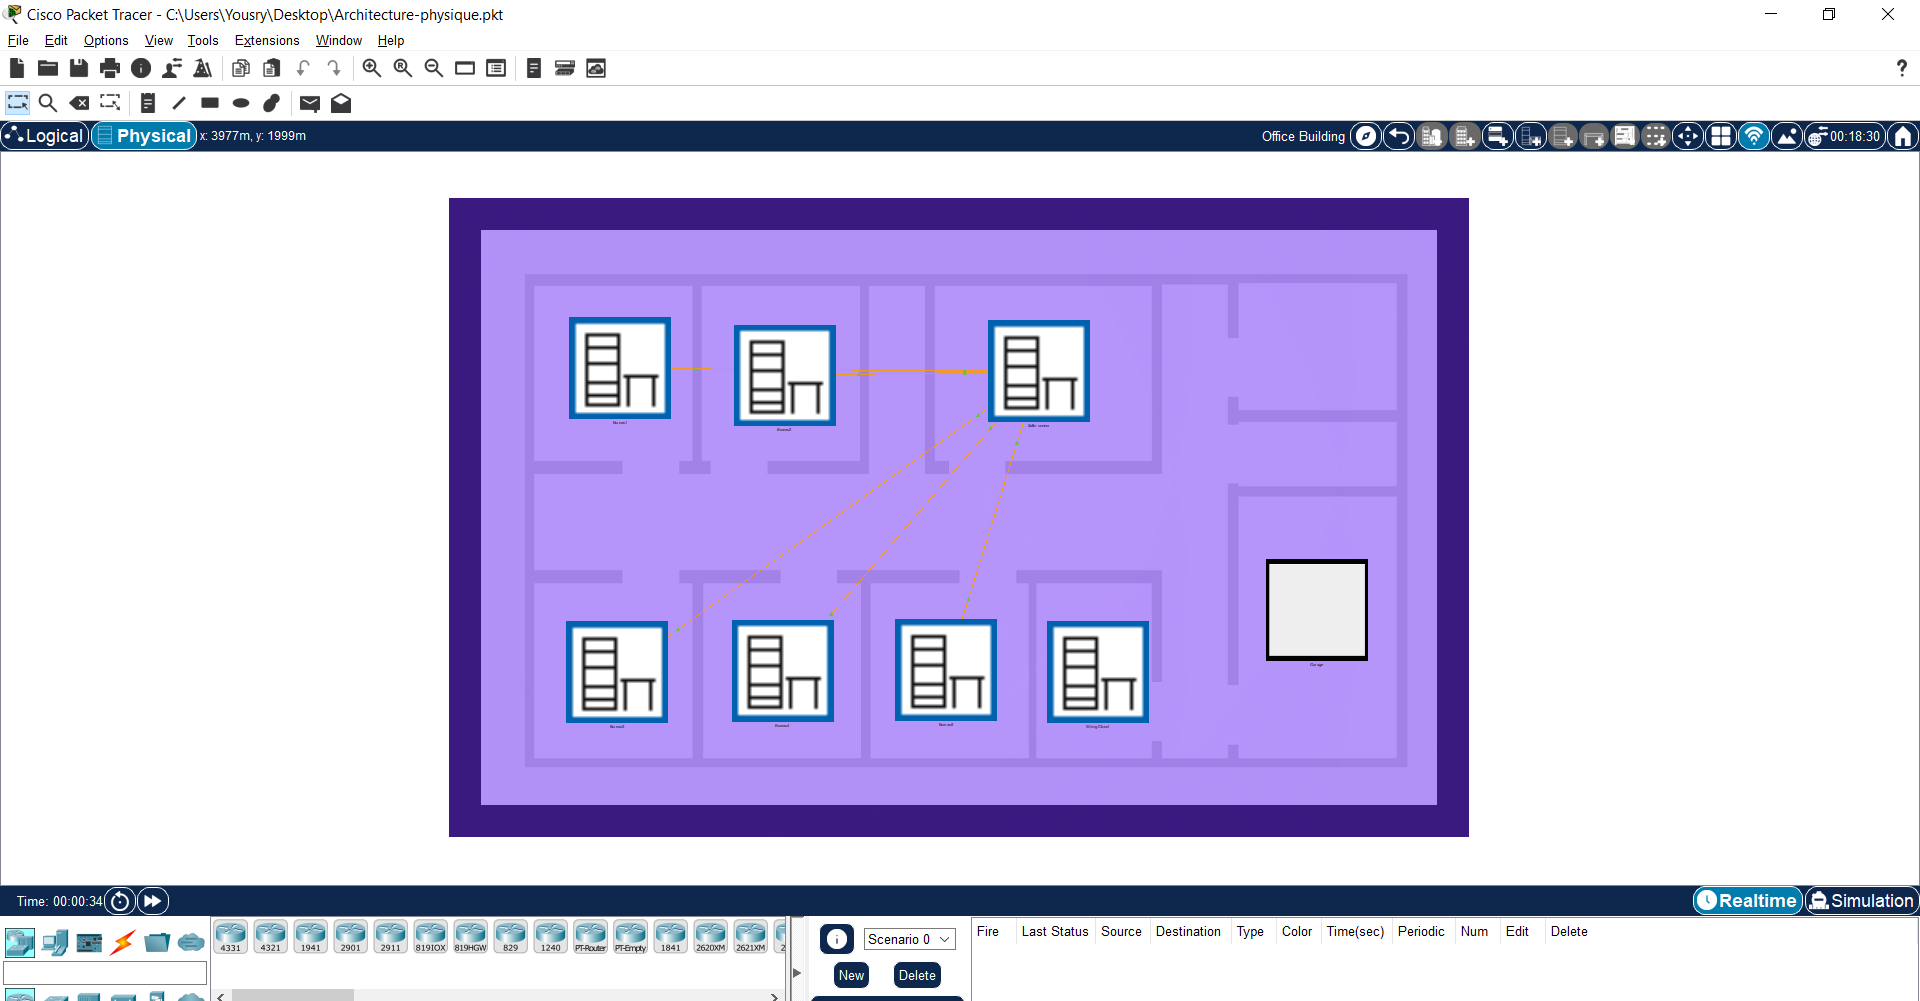 Cisco Packet Tracer - C:\Users\Yousry\Desktop\Architecture-physique.pkt
File Edit Options View Tools Extensions Window Help
?
Logical Physical x: 3977m, y: 1999m Office Building 00:18:30
Garage
Time: 00:00:34 Realtime Simulation
4331 4321 1941 2901 2911 819IOX 819HGW 829 1240 PT-Router PT-Empty 1841 2620XM 2621XM
Scenario 0
New Delete
Fire Last Status Source Destination Type Color Time(sec) Periodic Num Edit Delete